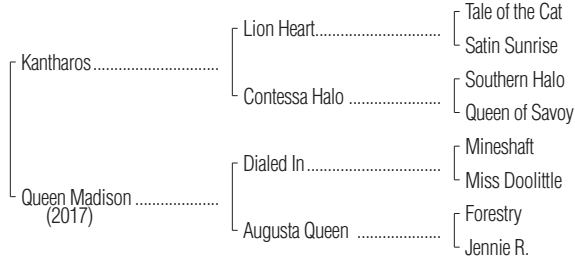 Tale of the Cat
Lion Heart
Satin Sunrise
Kantharos
Southern Halo
Contessa Halo
Queen of Savoy
Mineshaft
Dialed In
Miss Doolittle
Queen Madison
(2017)
Forestry
Augusta Queen
Jennie R.